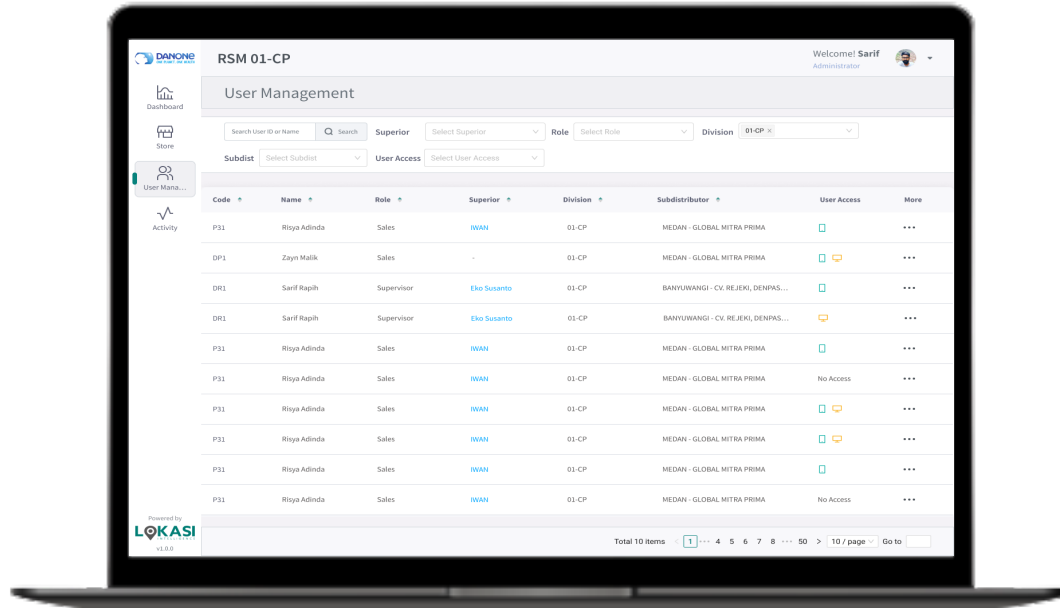 DANONE
ONE PLANET. ONE HEALTH
RSM 01-CP
Welcome! Sarif
Administrator
Dashboard
Store
User Mana...
Activity
User Management
Search User ID or Name
Search
Superior
Select Superior
Role
Select Role
Division
01-CP ×
Subdist
Select Subdist
User Access
Select User Access
Code Name Role Superior Division Subdistributor User Access More
P31 Risya Adinda Sales IWAN 01-CP MEDAN - GLOBAL MITRA PRIMA
DP1 Zayn Malik Sales - 01-CP MEDAN - GLOBAL MITRA PRIMA
DR1 Sarif Rapih Supervisor Eko Susanto 01-CP BANYUWANGI - CV. REJEKI, DENPAS...
DR1 Sarif Rapih Supervisor Eko Susanto 01-CP BANYUWANGI - CV. REJEKI, DENPAS...
P31 Risya Adinda Sales IWAN 01-CP MEDAN - GLOBAL MITRA PRIMA
P31 Risya Adinda Sales IWAN 01-CP MEDAN - GLOBAL MITRA PRIMA No Access
P31 Risya Adinda Sales IWAN 01-CP MEDAN - GLOBAL MITRA PRIMA
P31 Risya Adinda Sales IWAN 01-CP MEDAN - GLOBAL MITRA PRIMA
P31 Risya Adinda Sales IWAN 01-CP MEDAN - GLOBAL MITRA PRIMA
P31 Risya Adinda Sales IWAN 01-CP MEDAN - GLOBAL MITRA PRIMA No Access
Total 10 items < 1 ··· 4 5 6 7 8 ··· 50 > 10 / page Go to
Powered by
LOKASI
INTELLIGENCE
v1.0.0